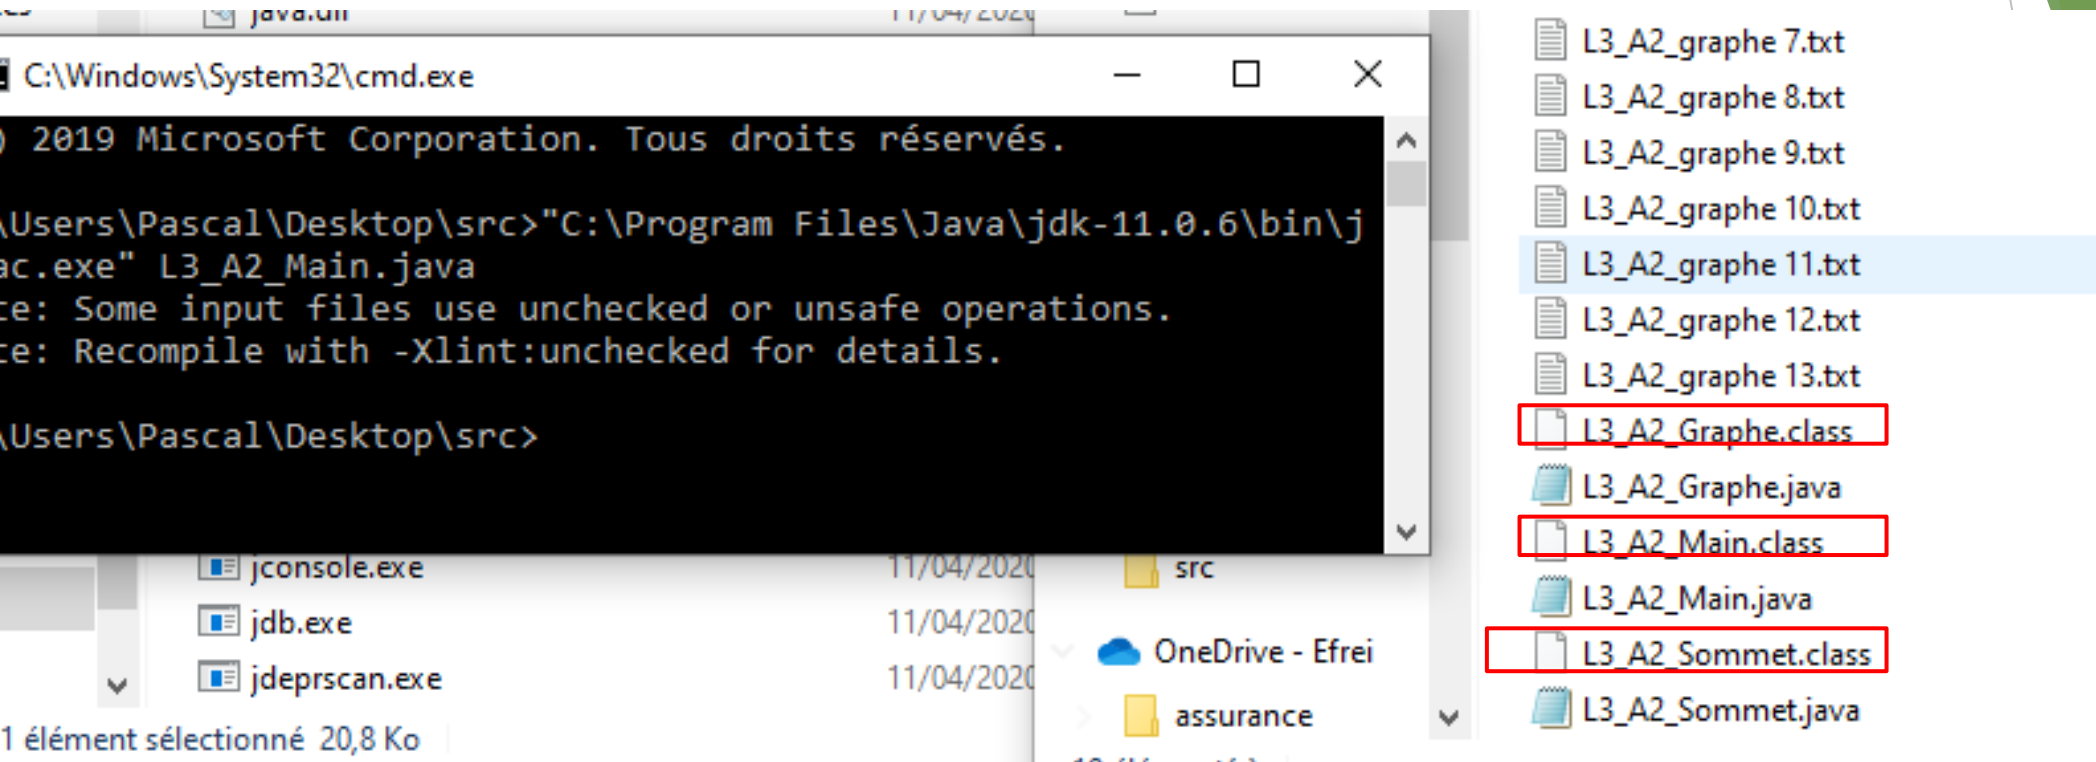 java.dll
11/04/2020
C:\Windows\System32\cmd.exe
) 2019 Microsoft Corporation. Tous droits réservés.
\Users\Pascal\Desktop\src>"C:\Program Files\Java\jdk-11.0.6\bin\j
ac.exe" L3_A2_Main.java
te: Some input files use unchecked or unsafe operations.
te: Recompile with -Xlint:unchecked for details.
\Users\Pascal\Desktop\src>
jconsole.exe 11/04/2020
jdb.exe 11/04/2020
jdeprscan.exe 11/04/2020
1 élément sélectionné 20,8 Ko
src
OneDrive - Efrei
assurance
L3_A2_graphe 7.txt
L3_A2_graphe 8.txt
L3_A2_graphe 9.txt
L3_A2_graphe 10.txt
L3_A2_graphe 11.txt
L3_A2_graphe 12.txt
L3_A2_graphe 13.txt
L3_A2_Graphe.class
L3_A2_Graphe.java
L3_A2_Main.class
L3_A2_Main.java
L3_A2_Sommet.class
L3_A2_Sommet.java